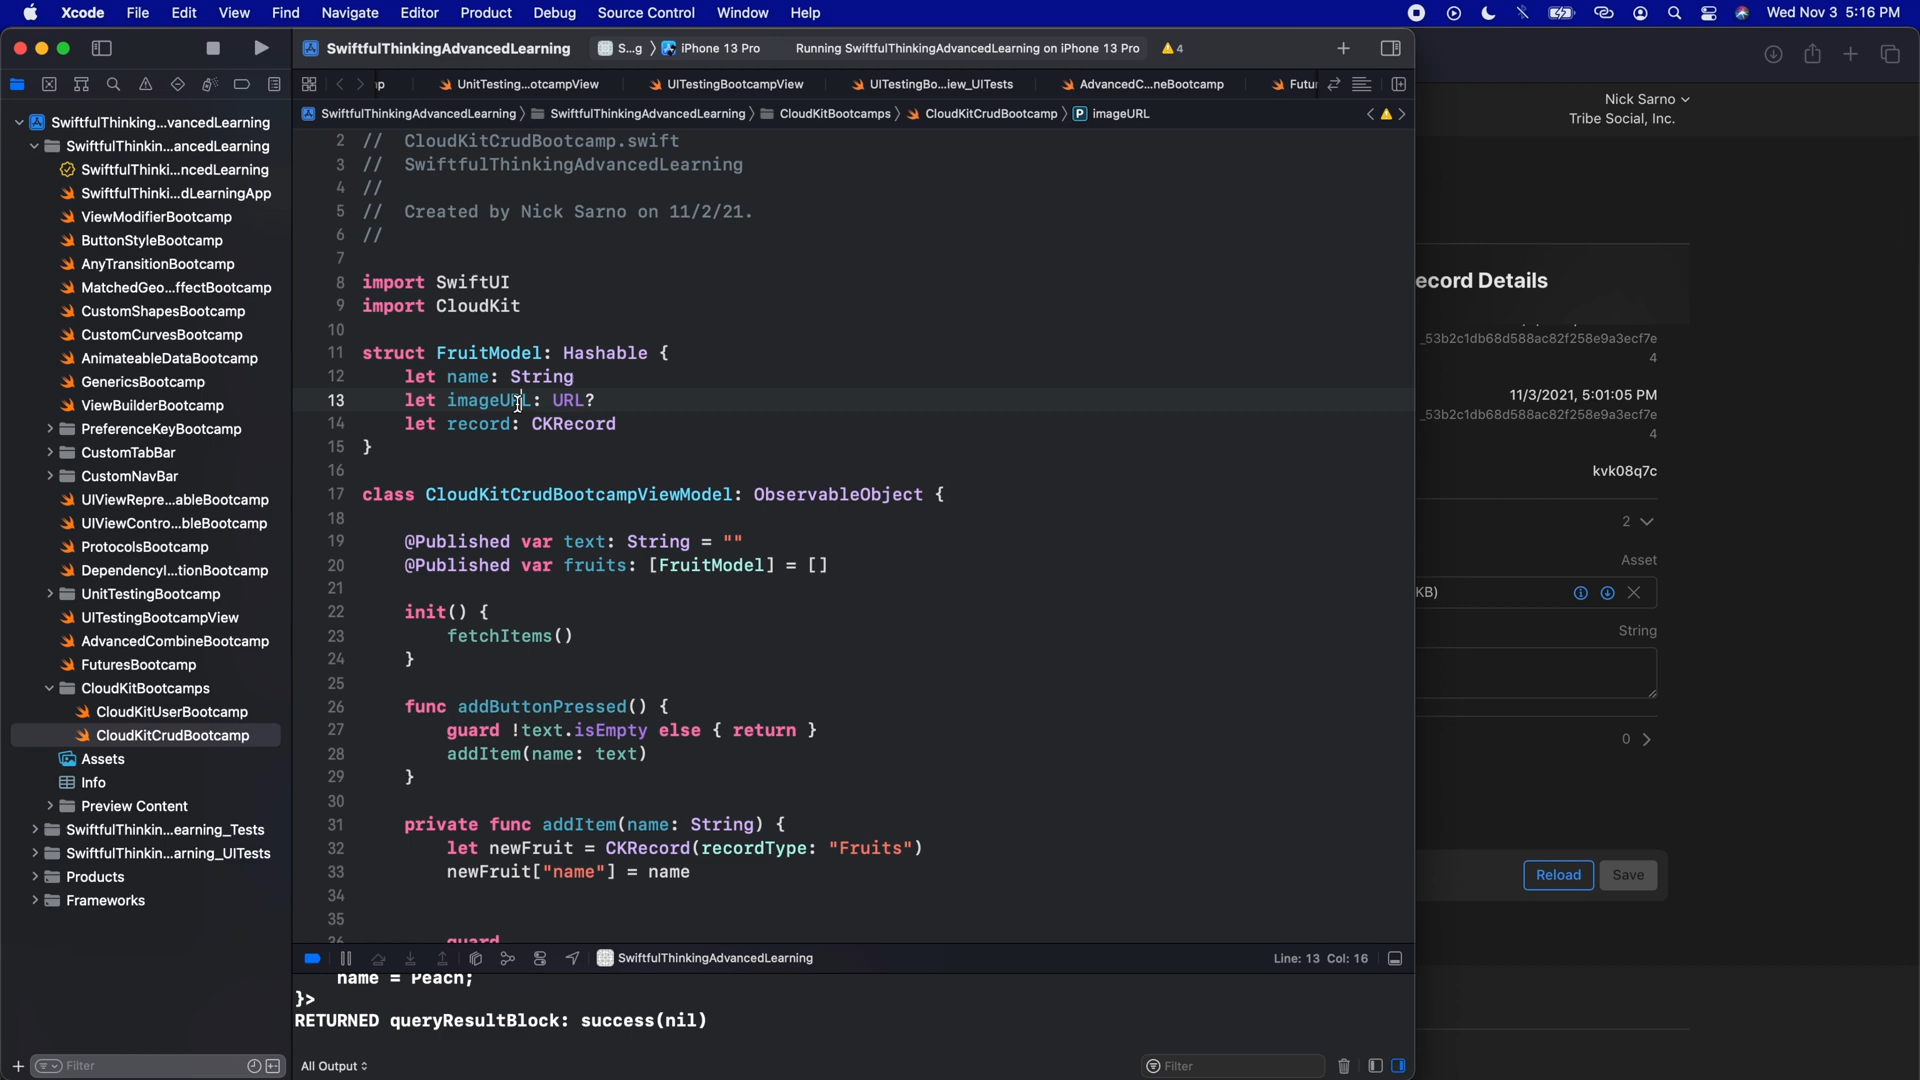 Xcode File Edit View Find Navigate Editor Product Debug Source Control Window Help Wed Nov 3 5:16 PM
SwiftfulThinkingAdvancedLearning S...g iPhone 13 Pro Running SwiftfulThinkingAdvancedLearning on iPhone 13 Pro 4
UnitTesting...otcampView UITestingBootcampView UITestingBo...iew_UITests AdvancedC...neBootcamp Futu
SwiftfulThinkingAdvancedLearning SwiftfulThinkingAdvancedLearning CloudKitBootcamps CloudKitCrudBootcamp P imageURL
SwiftfulThinking...vancedLearning
SwiftfulThinkin...ancedLearning
SwiftfulThinki...ncedLearning
SwiftfulThinki...dLearningApp
ViewModifierBootcamp
ButtonStyleBootcamp
AnyTransitionBootcamp
MatchedGeo...ffectBootcamp
CustomShapesBootcamp
CustomCurvesBootcamp
AnimateableDataBootcamp
GenericsBootcamp
ViewBuilderBootcamp
PreferenceKeyBootcamp
CustomTabBar
CustomNavBar
UIViewRepre...ableBootcamp
UIViewContro...bleBootcamp
ProtocolsBootcamp
DependencyI...tionBootcamp
UnitTestingBootcamp
UITestingBootcampView
AdvancedCombineBootcamp
FuturesBootcamp
CloudKitBootcamps
CloudKitUserBootcamp
CloudKitCrudBootcamp
Assets
Info
Preview Content
SwiftfulThinkin...earning_Tests
SwiftfulThinkin...arning_UITests
Products
Frameworks
Filter
2 // CloudKitCrudBootcamp.swift
3 // SwiftfulThinkingAdvancedLearning
4 //
5 // Created by Nick Sarno on 11/2/21.
6 //
7
8 import SwiftUI
9 import CloudKit
10
11 struct FruitModel: Hashable {
12 let name: String
13 let imageURL: URL?
14 let record: CKRecord
15 }
16
17 class CloudKitCrudBootcampViewModel: ObservableObject {
18
19 @Published var text: String = ""
20 @Published var fruits: [FruitModel] = []
21
22 init() {
23 fetchItems()
24 }
25
26 func addButtonPressed() {
27 guard !text.isEmpty else { return }
28 addItem(name: text)
29 }
30
31 private func addItem(name: String) {
32 let newFruit = CKRecord(recordType: "Fruits")
33 newFruit["name"] = name
34
35
36 guard
SwiftfulThinkingAdvancedLearning Line: 13 Col: 16
name = Peach;
}>
RETURNED queryResultBlock: success(nil)
All Output Filter
Nick Sarno
Tribe Social, Inc.
ecord Details
_53b2c1db68d588ac82f258e9a3ecf7e
4
11/3/2021, 5:01:05 PM
_53b2c1db68d588ac82f258e9a3ecf7e
4
kvk08q7c
2
Asset
KB)
String
0
Reload Save